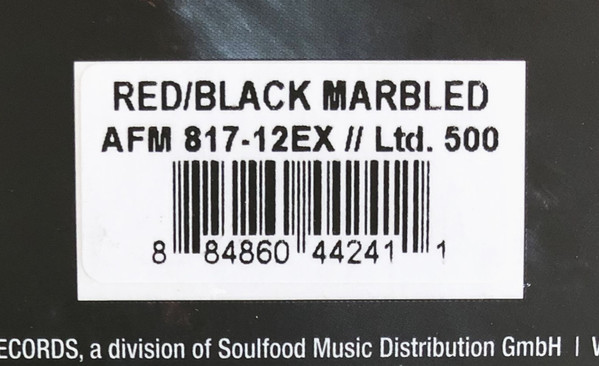 RED/BLACK MARBLED
AFM 817-12EX // Ltd. 500
8 84860 44241 1
ECORDS, a division of Soulfood Music Distribution GmbH |